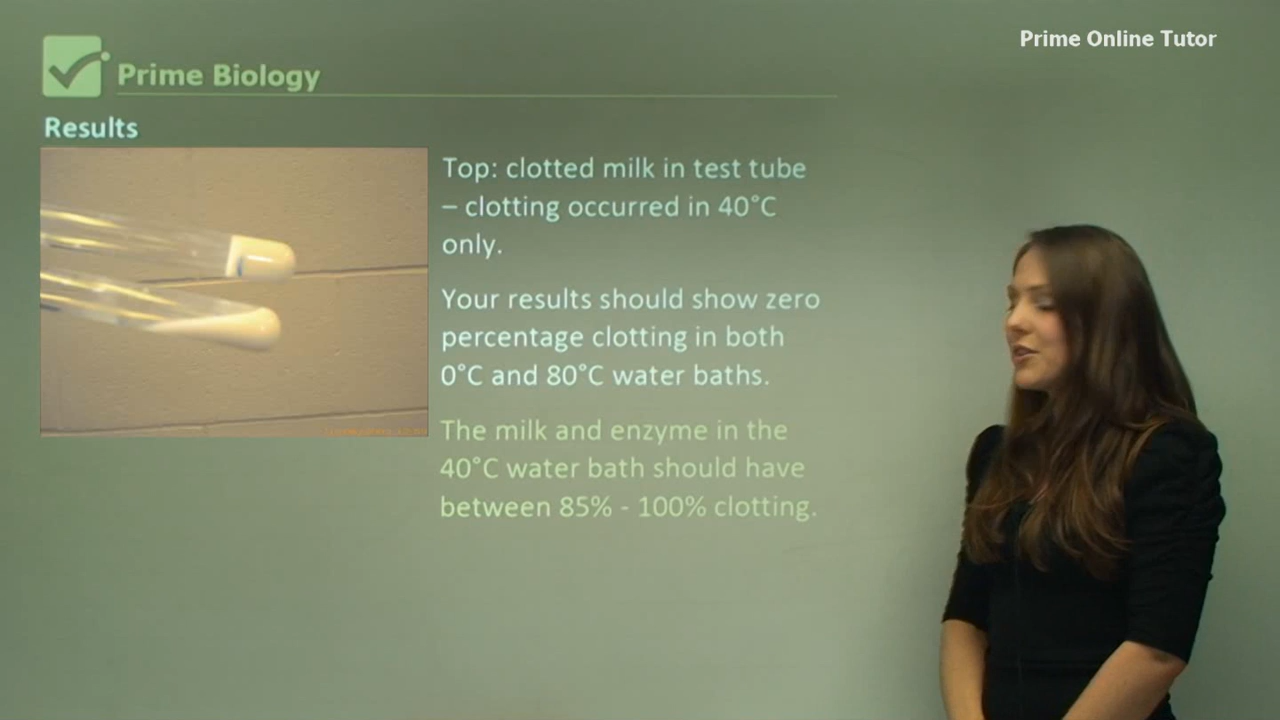 Prime Online Tutor
Prime Biology
Results
Top: clotted milk in test tube
– clotting occurred in 40°C
only.
Your results should show zero
percentage clotting in both
0°C and 80°C water baths.
The milk and enzyme in the
40°C water bath should have
between 85% - 100% clotting.